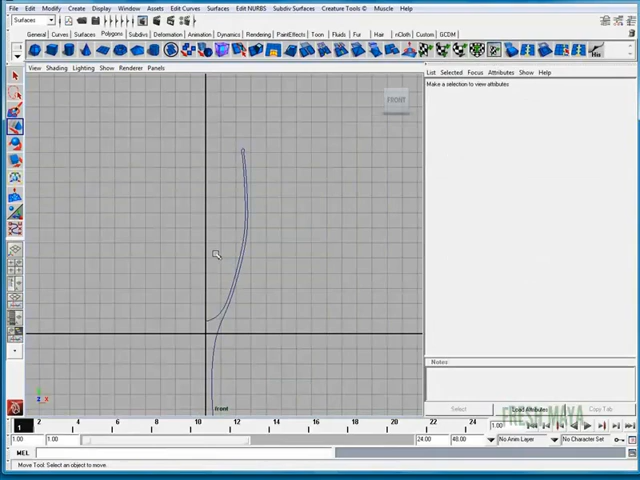 File Edit Modify Create Display Window Assets Edit Curves Surfaces Edit NURBS Subdiv Surfaces Creature Tools Muscle Help
Surfaces
General Curves Surfaces Polygons Subdivs Deformation Animation Dynamics Rendering PaintEffects Toon Fluids Fur Hair nCloth Custom GCDM
His
View Shading Lighting Show Renderer Panels
List Selected Focus Attributes Show Help
Make a selection to view attributes
FRONT
Notes
front
Select Load Attributes Copy Tab
FRESH MAYA
1 2 4 6 8 10 12 14 16 18 20 22 24 1.00
1.00 1.00 24.00 48.00 No Anim Layer No Character Set
MEL
Move Tool: Select an object to move.